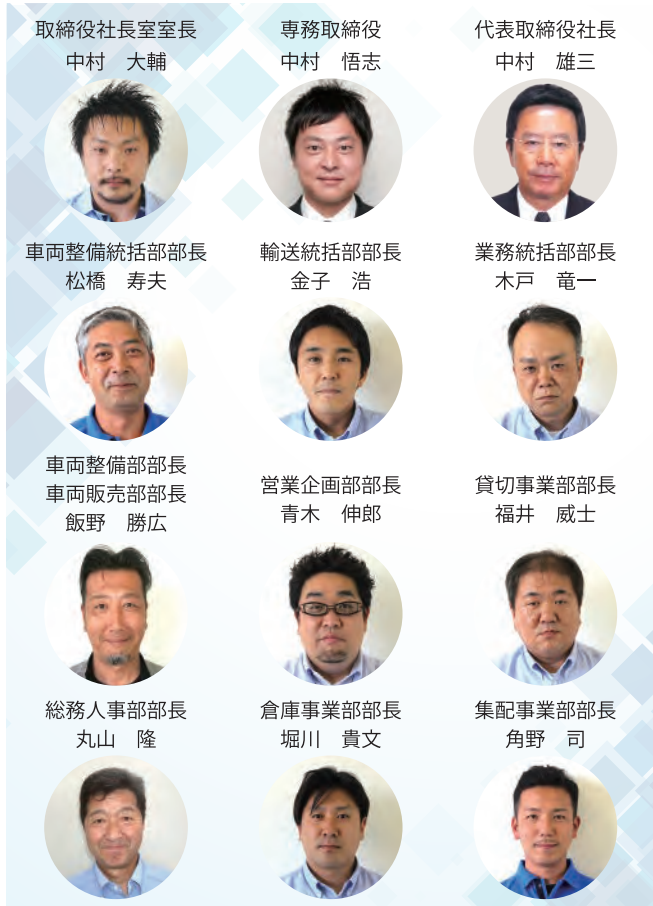 取締役社長室室長
中村　大輔
専務取締役
中村　悟志
代表取締役社長
中村　雄三
車両整備統括部部長
松橋　寿夫
輸送統括部部長
金子　浩
業務統括部部長
木戸　竜一
車両整備部部長
車両販売部部長
飯野　勝広
営業企画部部長
青木　伸郎
貸切事業部部長
福井　威士
総務人事部部長
丸山　隆
倉庫事業部部長
堀川　貴文
集配事業部部長
角野　司